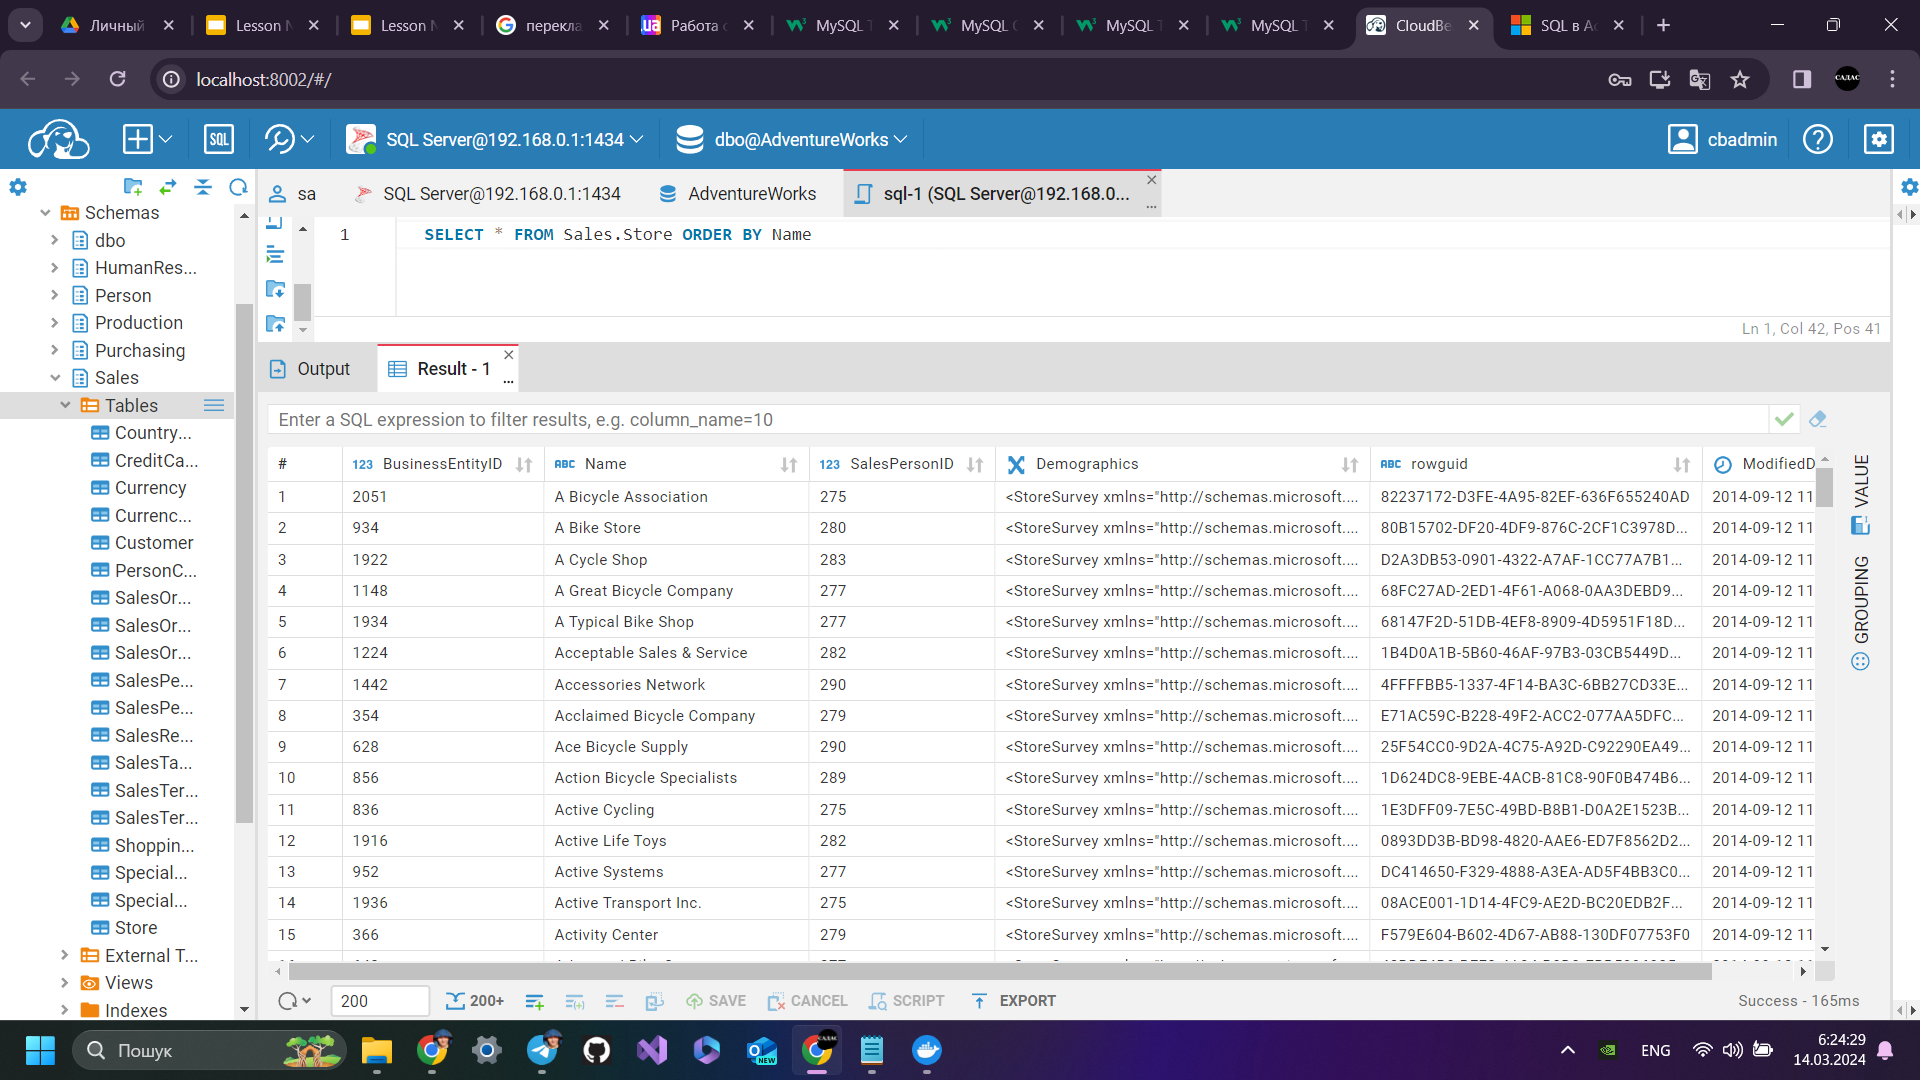 Личный
Lesson N
Lesson N
перекла
Работа с
MySQL T
MySQL C
MySQL T
MySQL T
CloudBe
SQL в Ac
localhost:8002/#/
САДАС
SQL
SQL Server@192.168.0.1:1434
dbo@AdventureWorks
cbadmin
sa
SQL Server@192.168.0.1:1434
AdventureWorks
sql-1 (SQL Server@192.168.0...
Schemas
dbo
HumanRes...
Person
Production
Purchasing
Sales
Tables
Country...
CreditCa...
Currency
Currenc...
Customer
PersonC...
SalesOr...
SalesOr...
SalesOr...
SalesPe...
SalesPe...
SalesRe...
SalesTa...
SalesTer...
SalesTer...
Shoppin...
Special...
Special...
Store
External T...
Views
Indexes
1 SELECT * FROM Sales.Store ORDER BY Name
Ln 1, Col 42, Pos 41
Output
Result - 1
Enter a SQL expression to filter results, e.g. column_name=10
# 123 BusinessEntityID ABC Name 123 SalesPersonID Demographics ABC rowguid ModifiedD
1 2051 A Bicycle Association 275 <StoreSurvey xmlns="http://schemas.microsoft.... 82237172-D3FE-4A95-82EF-636F655240AD 2014-09-12 11
2 934 A Bike Store 280 <StoreSurvey xmlns="http://schemas.microsoft.... 80B15702-DF20-4DF9-876C-2CF1C3978D... 2014-09-12 11
3 1922 A Cycle Shop 283 <StoreSurvey xmlns="http://schemas.microsoft.... D2A3DB53-0901-4322-A7AF-1CC77A7B1... 2014-09-12 11
4 1148 A Great Bicycle Company 277 <StoreSurvey xmlns="http://schemas.microsoft.... 68FC27AD-2ED1-4F61-A068-0AA3DEBD9... 2014-09-12 11
5 1934 A Typical Bike Shop 277 <StoreSurvey xmlns="http://schemas.microsoft.... 68147F2D-51DB-4EF8-8909-4D5951F18D... 2014-09-12 11
6 1224 Acceptable Sales & Service 282 <StoreSurvey xmlns="http://schemas.microsoft.... 1B4D0A1B-5B60-46AF-97B3-03CB5449D... 2014-09-12 11
7 1442 Accessories Network 290 <StoreSurvey xmlns="http://schemas.microsoft.... 4FFFFBB5-1337-4F14-BA3C-6BB27CD33E... 2014-09-12 11
8 354 Acclaimed Bicycle Company 279 <StoreSurvey xmlns="http://schemas.microsoft.... E71AC59C-B228-49F2-ACC2-077AA5DFC... 2014-09-12 11
9 628 Ace Bicycle Supply 290 <StoreSurvey xmlns="http://schemas.microsoft.... 25F54CC0-9D2A-4C75-A92D-C92290EA49... 2014-09-12 11
10 856 Action Bicycle Specialists 289 <StoreSurvey xmlns="http://schemas.microsoft.... 1D624DC8-9EBE-4ACB-81C8-90F0B474B6... 2014-09-12 11
11 836 Active Cycling 275 <StoreSurvey xmlns="http://schemas.microsoft.... 1E3DFF09-7E5C-49BD-B8B1-D0A2E1523B... 2014-09-12 11
12 1916 Active Life Toys 282 <StoreSurvey xmlns="http://schemas.microsoft.... 0893DD3B-BD98-4820-AAE6-ED7F8562D2... 2014-09-12 11
13 952 Active Systems 277 <StoreSurvey xmlns="http://schemas.microsoft.... DC414650-F329-4888-A3EA-AD5F4BB3C0... 2014-09-12 11
14 1936 Active Transport Inc. 275 <StoreSurvey xmlns="http://schemas.microsoft.... 08ACE001-1D14-4FC9-AE2D-BC20EDB2F... 2014-09-12 11
15 366 Activity Center 279 <StoreSurvey xmlns="http://schemas.microsoft.... F579E604-B602-4D67-AB88-130DF07753F0 2014-09-12 11
VALUE
GROUPING
200 200+ SAVE CANCEL SCRIPT EXPORT Success - 165ms
Пошук
NEW
ENG
6:24:29
14.03.2024